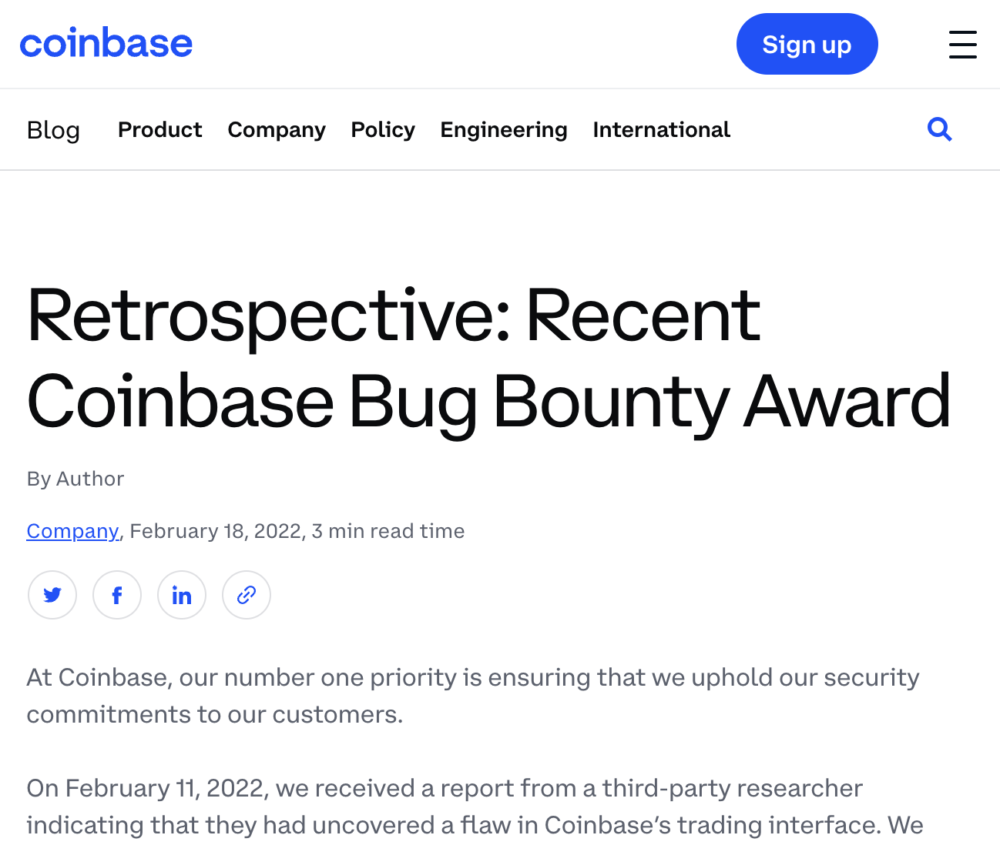 coinbase
Sign up
Blog Product Company Policy Engineering International
Retrospective: Recent
Coinbase Bug Bounty Award
By Author
Company, February 18, 2022, 3 min read time
At Coinbase, our number one priority is ensuring that we uphold our security
commitments to our customers.
On February 11, 2022, we received a report from a third-party researcher
indicating that they had uncovered a flaw in Coinbase’s trading interface. We